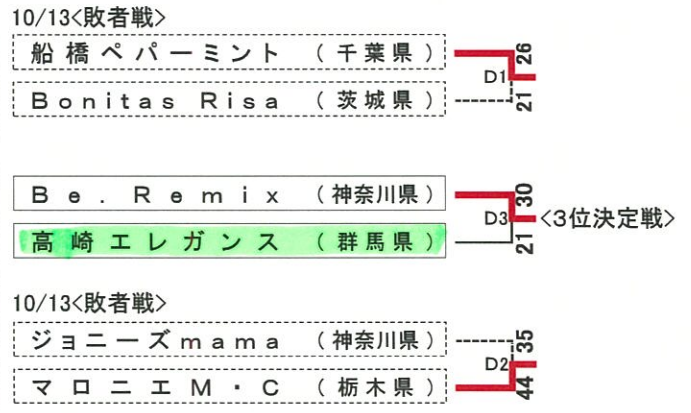 10/13<敗者戦>
船橋ペパーミント (千葉県) 26
D1
Bonitas Risa (茨城県) 21
Be.Remix (神奈川県) 30
D3 <3位決定戦>
高崎エレガンス (群馬県) 21
10/13<敗者戦>
ジョニーズmama (神奈川県) 35
D2
マロニエM・C (栃木県) 44